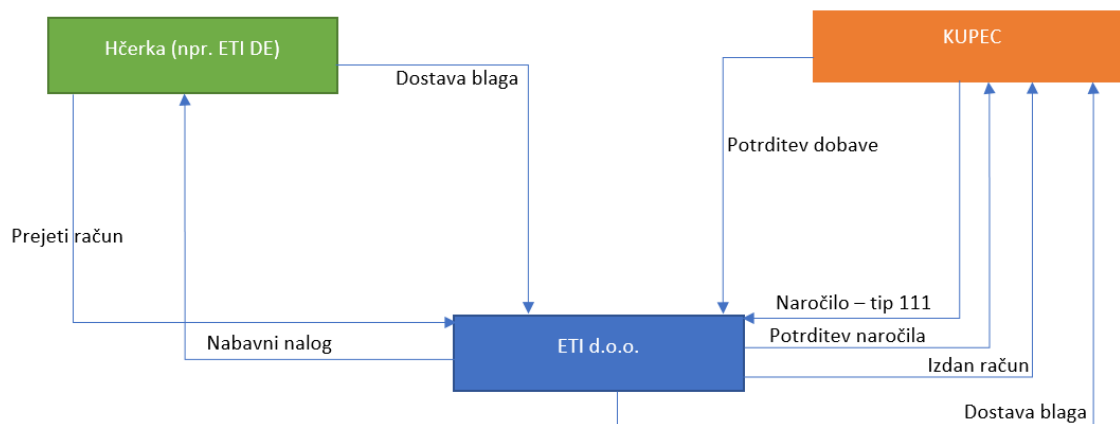 Hčerka (npr. ETI DE)
KUPEC
Dostava blaga
Potrditev dobave
Prejeti račun
Naročilo – tip 111
Nabavni nalog
ETI d.o.o.
Potrditev naročila
Izdan račun
Dostava blaga